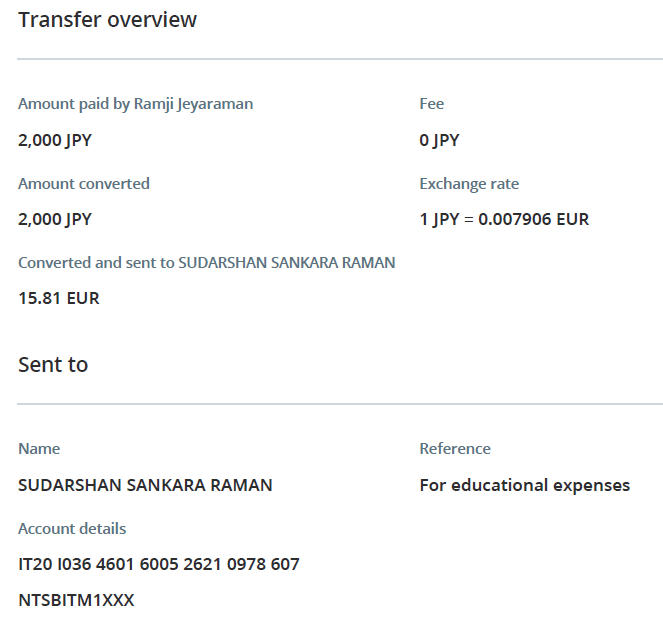 Transfer overview
Amount paid by Ramji Jeyaraman
Fee
2,000 JPY
0 JPY
Amount converted
Exchange rate
2,000 JPY
1 JPY = 0.007906 EUR
Converted and sent to SUDARSHAN SANKARA RAMAN
15.81 EUR
Sent to
Name
Reference
SUDARSHAN SANKARA RAMAN
For educational expenses
Account details
IT20 I036 4601 6005 2621 0978 607
NTSBITM1XXX